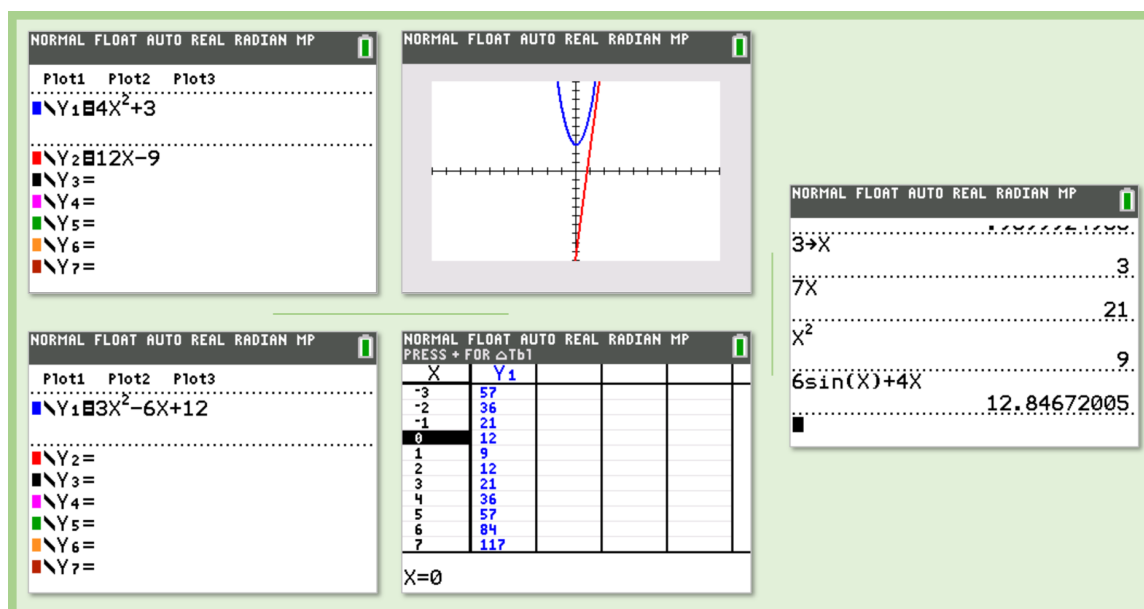 NORMAL FLOAT AUTO REAL RADIAN MP
Plot1 Plot2 Plot3
\Y1=4X²+3
\Y2=12X-9
\Y3=
\Y4=
\Y5=
\Y6=
\Y7=
NORMAL FLOAT AUTO REAL RADIAN MP
NORMAL FLOAT AUTO REAL RADIAN MP
Plot1 Plot2 Plot3
\Y1=3X²-6X+12
\Y2=
\Y3=
\Y4=
\Y5=
\Y6=
\Y7=
NORMAL FLOAT AUTO REAL RADIAN MP
PRESS + FOR △Tbl
X Y1
-3 57
-2 36
-1 21
0 12
1 9
2 12
3 21
4 36
5 57
6 84
7 117
X=0
NORMAL FLOAT AUTO REAL RADIAN MP
3→X
3
7X
21
X²
9
6sin(X)+4X
12.84672005